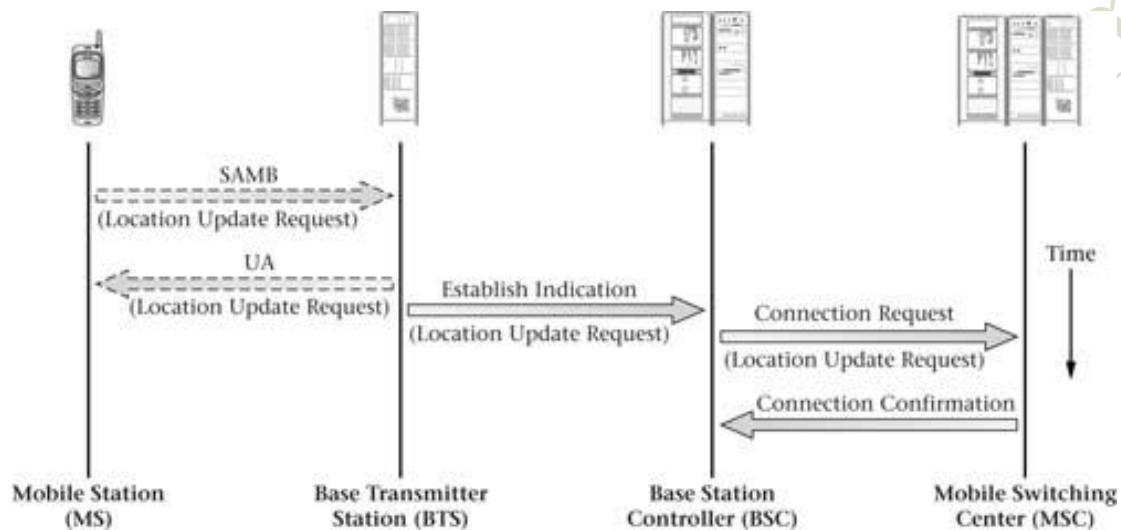 SAMB
(Location Update Request)
UA
(Location Update Request)
Time
Establish Indication
(Location Update Request)
Connection Request
(Location Update Request)
Connection Confirmation
Mobile Station
(MS)
Base Transmitter
Station (BTS)
Base Station
Controller (BSC)
Mobile Switching
Center (MSC)